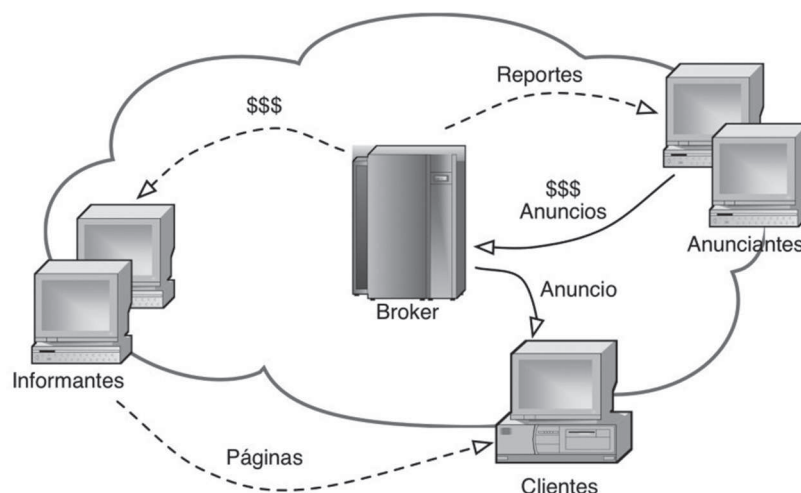 Reportes
$$$
$$$
Anuncios
Anunciantes
Anuncio
Broker
Informantes
Páginas
Clientes